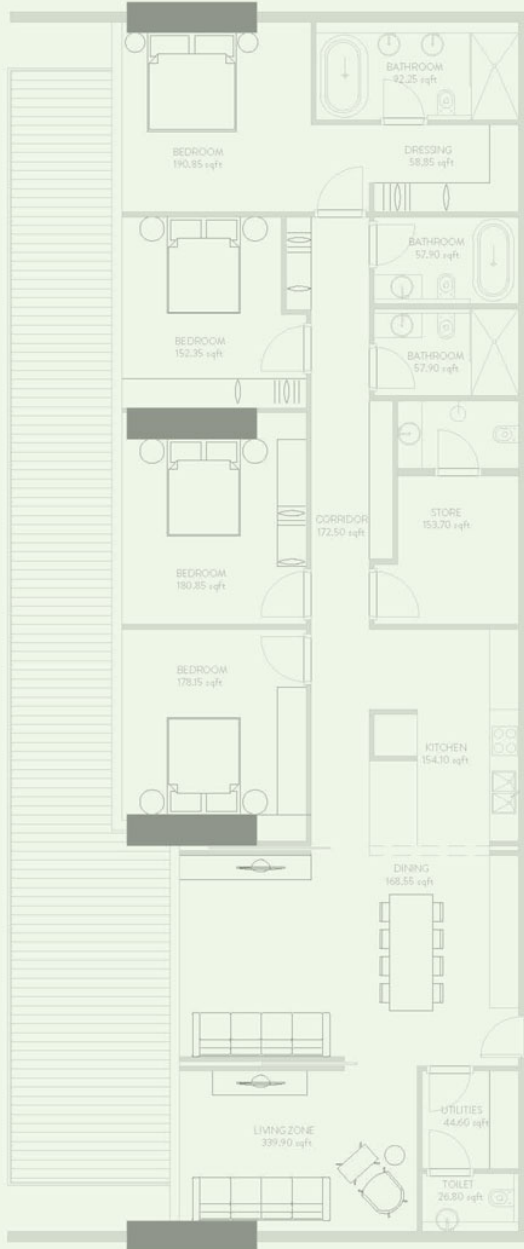 BATHROOM
92.25 sqft
BEDROOM
190.85 sqft
DRESSING
58.85 sqft
BATHROOM
57.90 sqft
BEDROOM
152.35 sqft
BATHROOM
57.90 sqft
CORRIDOR
172.50 sqft
STORE
153.70 sqft
BEDROOM
180.85 sqft
BEDROOM
178.15 sqft
KITCHEN
154.10 sqft
DINING
168.55 sqft
LIVING ZONE
339.90 sqft
UTILITIES
44.60 sqft
TOILET
26.80 sqft